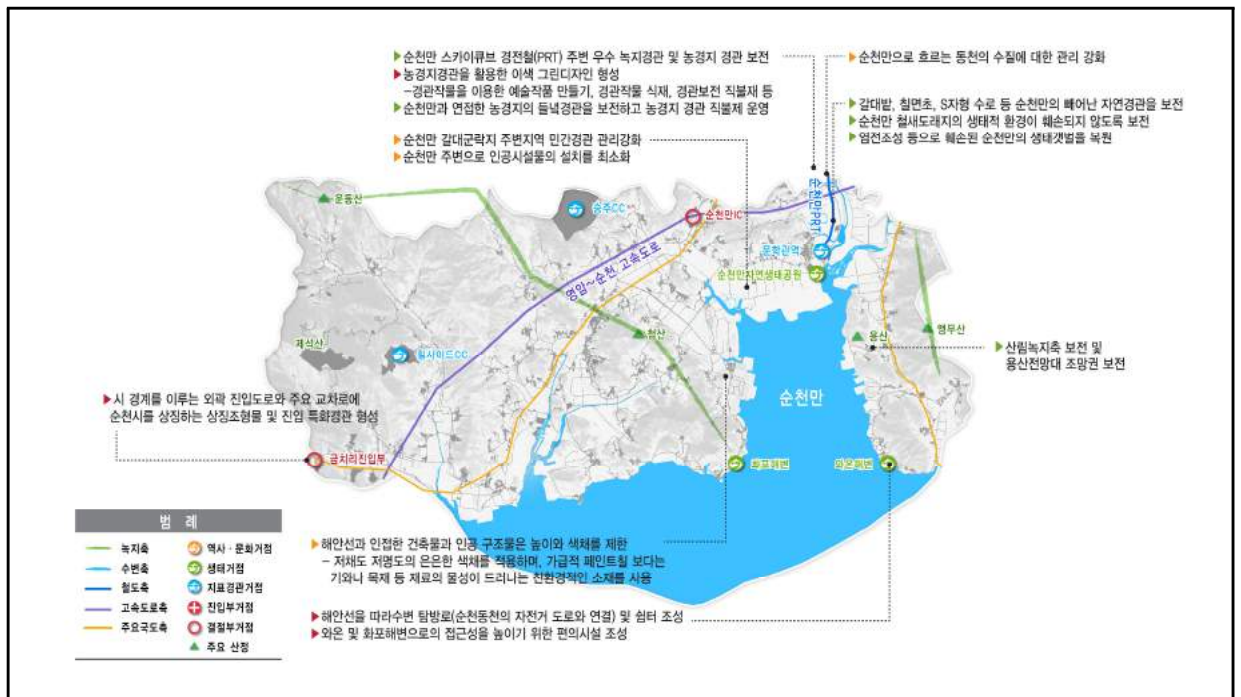 ▶순천만 스카이큐브 경전철(PRT) 주변 우수 녹지경관 및 농경지 경관 보전
▶농경지경관을 활용한 이색 그린디자인 형성
-경관작물을 이용한 예술작품 만들기, 경관작물 식재, 경관보전 직불재 등
▶순천만과 연접한 농경지의 들녘경관을 보전하고 농경지 경관 직불제 운영
▶순천만 갈대군락지 주변지역 민간경관 관리강화
▶순천만 주변으로 인공시설물의 설치를 최소화
▶순천만으로 흐르는 동천의 수질에 대한 관리 강화
▶갈대밭, 칠면초, S자형 수로 등 순천만의 빼어난 자연경관을 보전
▶순천만 철새도래지의 생태적 환경이 훼손되지 않도록 보전
▶염전조성 등으로 훼손된 순천만의 생태갯벌을 복원
운동산
승주CC
순천만IC
순천만PRT
문학관역
순천만자연생태공원
영암~순천 고속도로
첨산
제석산
힐사이드CC
용산
앵무산
▶산림녹지축 보전 및
용산전망대 조망권 보전
순천만
▶시 경계를 이루는 외곽 진입도로와 주요 교차로에
순천시를 상징하는 상징조형물 및 진입 특화경관 형성
금치리진입부
화포해변
와온해변
범 례
녹지축
수변축
철도축
고속도로축
주요국도축
역사·문화거점
생태거점
지표경관거점
진입부거점
결절부거점
주요 산정
▶해안선과 인접한 건축물과 인공 구조물은 높이와 색채를 제한
- 저채도 저명도의 은은한 색채를 적용하며, 가급적 페인트칠 보다는
기와나 목재 등 재료의 물성이 드러나는 친환경적인 소재를 사용
▶해안선을 따라수변 탐방로(순천동천의 자전거 도로와 연결) 및 쉼터 조성
▶와온 및 화포해변으로의 접근성을 높이기 위한 편의시설 조성